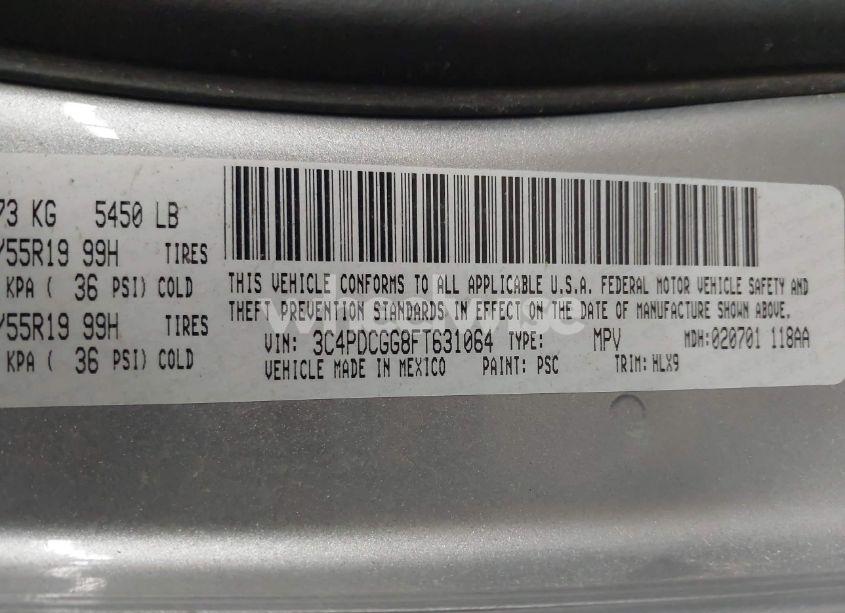 73 KG 5450 LB
/55R19 99H TIRES
KPA ( 36 PSI) COLD
/55R19 99H TIRES
KPA ( 36 PSI) COLD
THIS VEHICLE CONFORMS TO ALL APPLICABLE U.S.A. FEDERAL MOTOR VEHICLE SAFETY AND
THEFT PREVENTION STANDARDS IN EFFECT ON THE DATE OF MANUFACTURE SHOWN ABOVE.
VIN: 3C4PDCGG8FT631064 TYPE: MPV MDH:020701 118AA
VEHICLE MADE IN MEXICO PAINT: PSC TRIM: HLX9